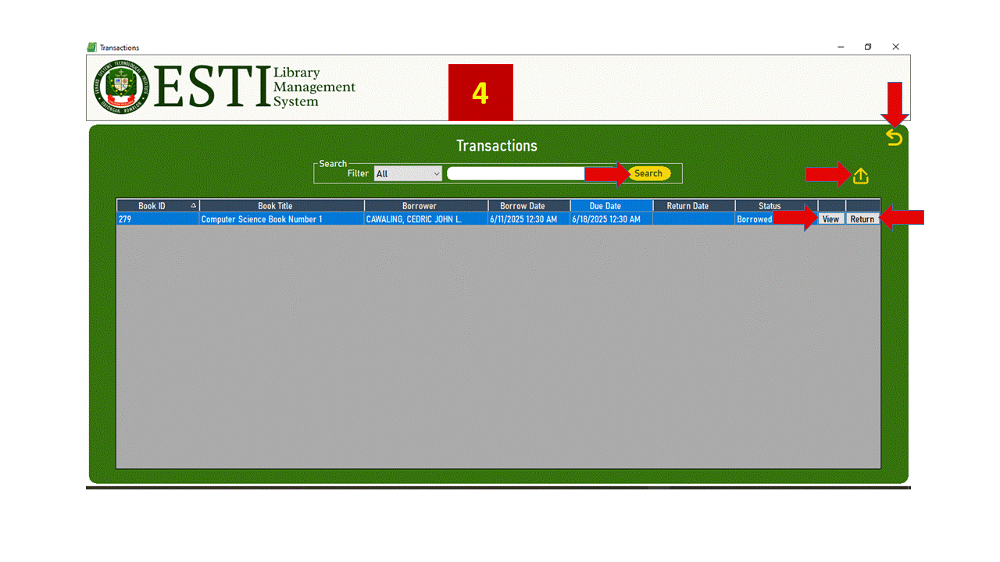 Transactions
ESTI
Library
Management
System
4
Transactions
Search
Filter All Search
Book ID Book Title Borrower Borrow Date Due Date Return Date Status
279 Computer Science Book Number 1 CAWALING, CEDRIC JOHN L. 6/11/2025 12:30 AM 6/18/2025 12:30 AM Borrowed View Return